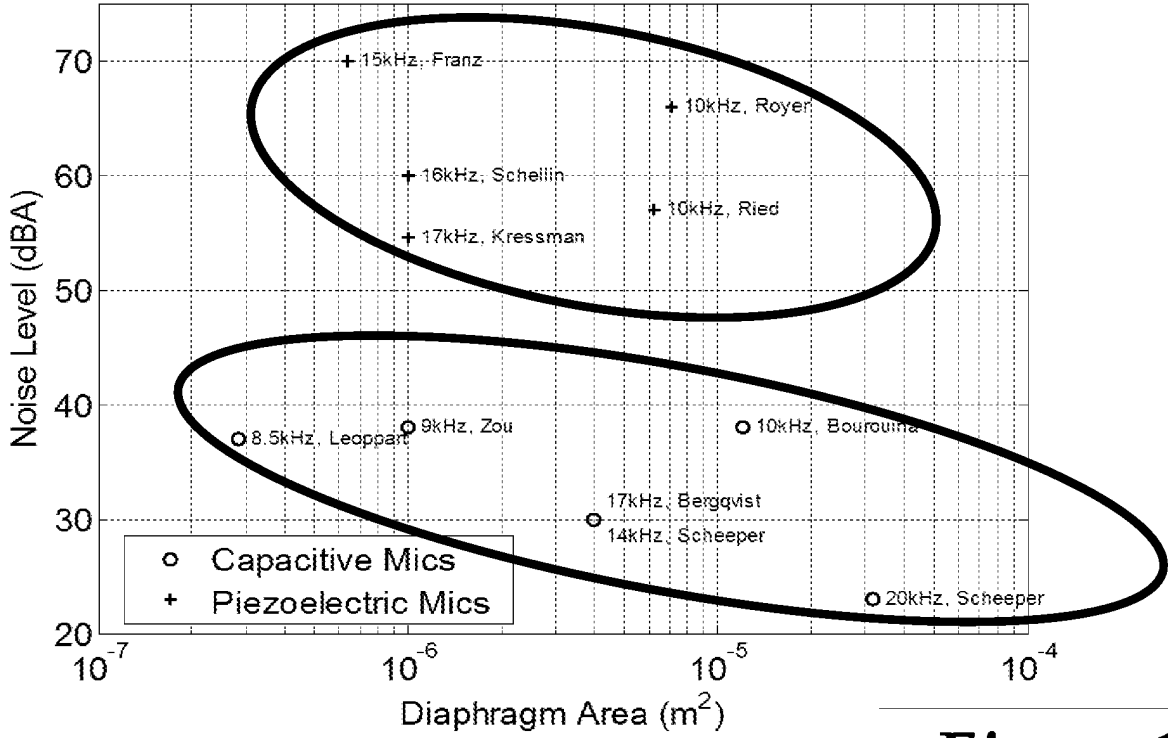 70
15kHz, Franz
10kHz, Royer
60
16kHz, Schellin
10kHz, Ried
17kHz, Kressman
50
Noise Level (dBA)
40
8.5kHz, Leoppart
9kHz, Zou
10kHz, Bourouina
17kHz, Bergqvist
30
14kHz, Scheeper
Capacitive Mics
Piezoelectric Mics
20kHz, Scheeper
20
10⁻⁷
10⁻⁶
10⁻⁵
10⁻⁴
Diaphragm Area (m²)